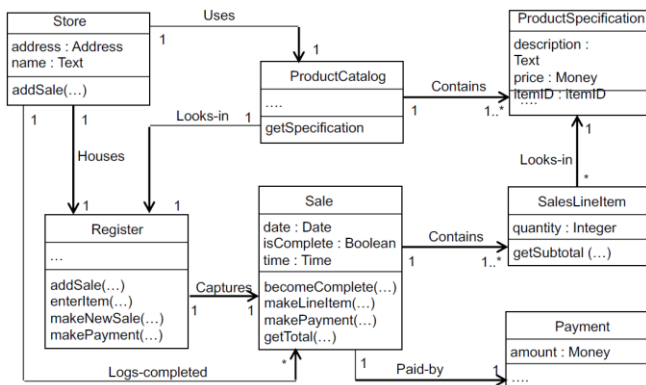 Store
address : Address
name : Text
addSale(…)
Uses
1
1
ProductCatalog
….
getSpecification
Contains
1
1..*
ProductSpecification
description :
Text
price : Money
itemID : itemID
….
1
1
1
Looks-in
1
Houses
1
1
Looks-in
*
Register
…
addSale(…)
enterItem(…)
makeNewSale(…)
makePayment(…)
Captures
1
1
Sale
date : Date
isComplete : Boolean
time : Time
becomeComplete(…)
makeLineItem(…)
makePayment(…)
getTotal(…)
Contains
1
1..*
SalesLineItem
quantity : Integer
getSubtotal (…)
Logs-completed
*
1
Paid-by
1
Payment
amount : Money
….